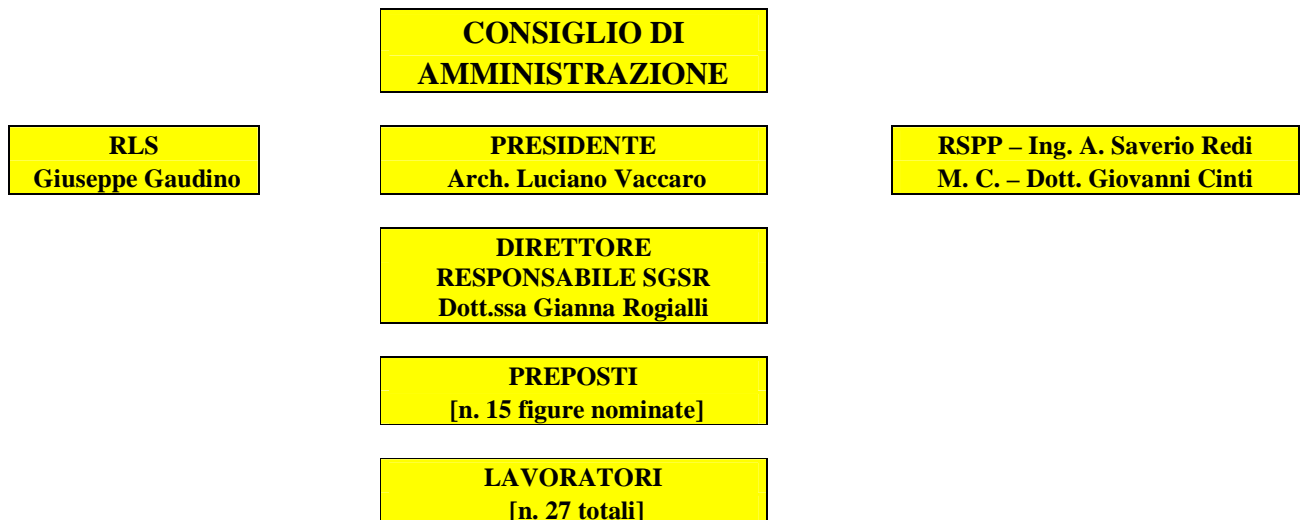 CONSIGLIO DI
AMMINISTRAZIONE
RLS
Giuseppe Gaudino
PRESIDENTE
Arch. Luciano Vaccaro
RSPP – Ing. A. Saverio Redi
M. C. – Dott. Giovanni Cinti
DIRETTORE
RESPONSABILE SGSR
Dott.ssa Gianna Rogialli
PREPOSTI
[n. 15 figure nominate]
LAVORATORI
[n. 27 totali]